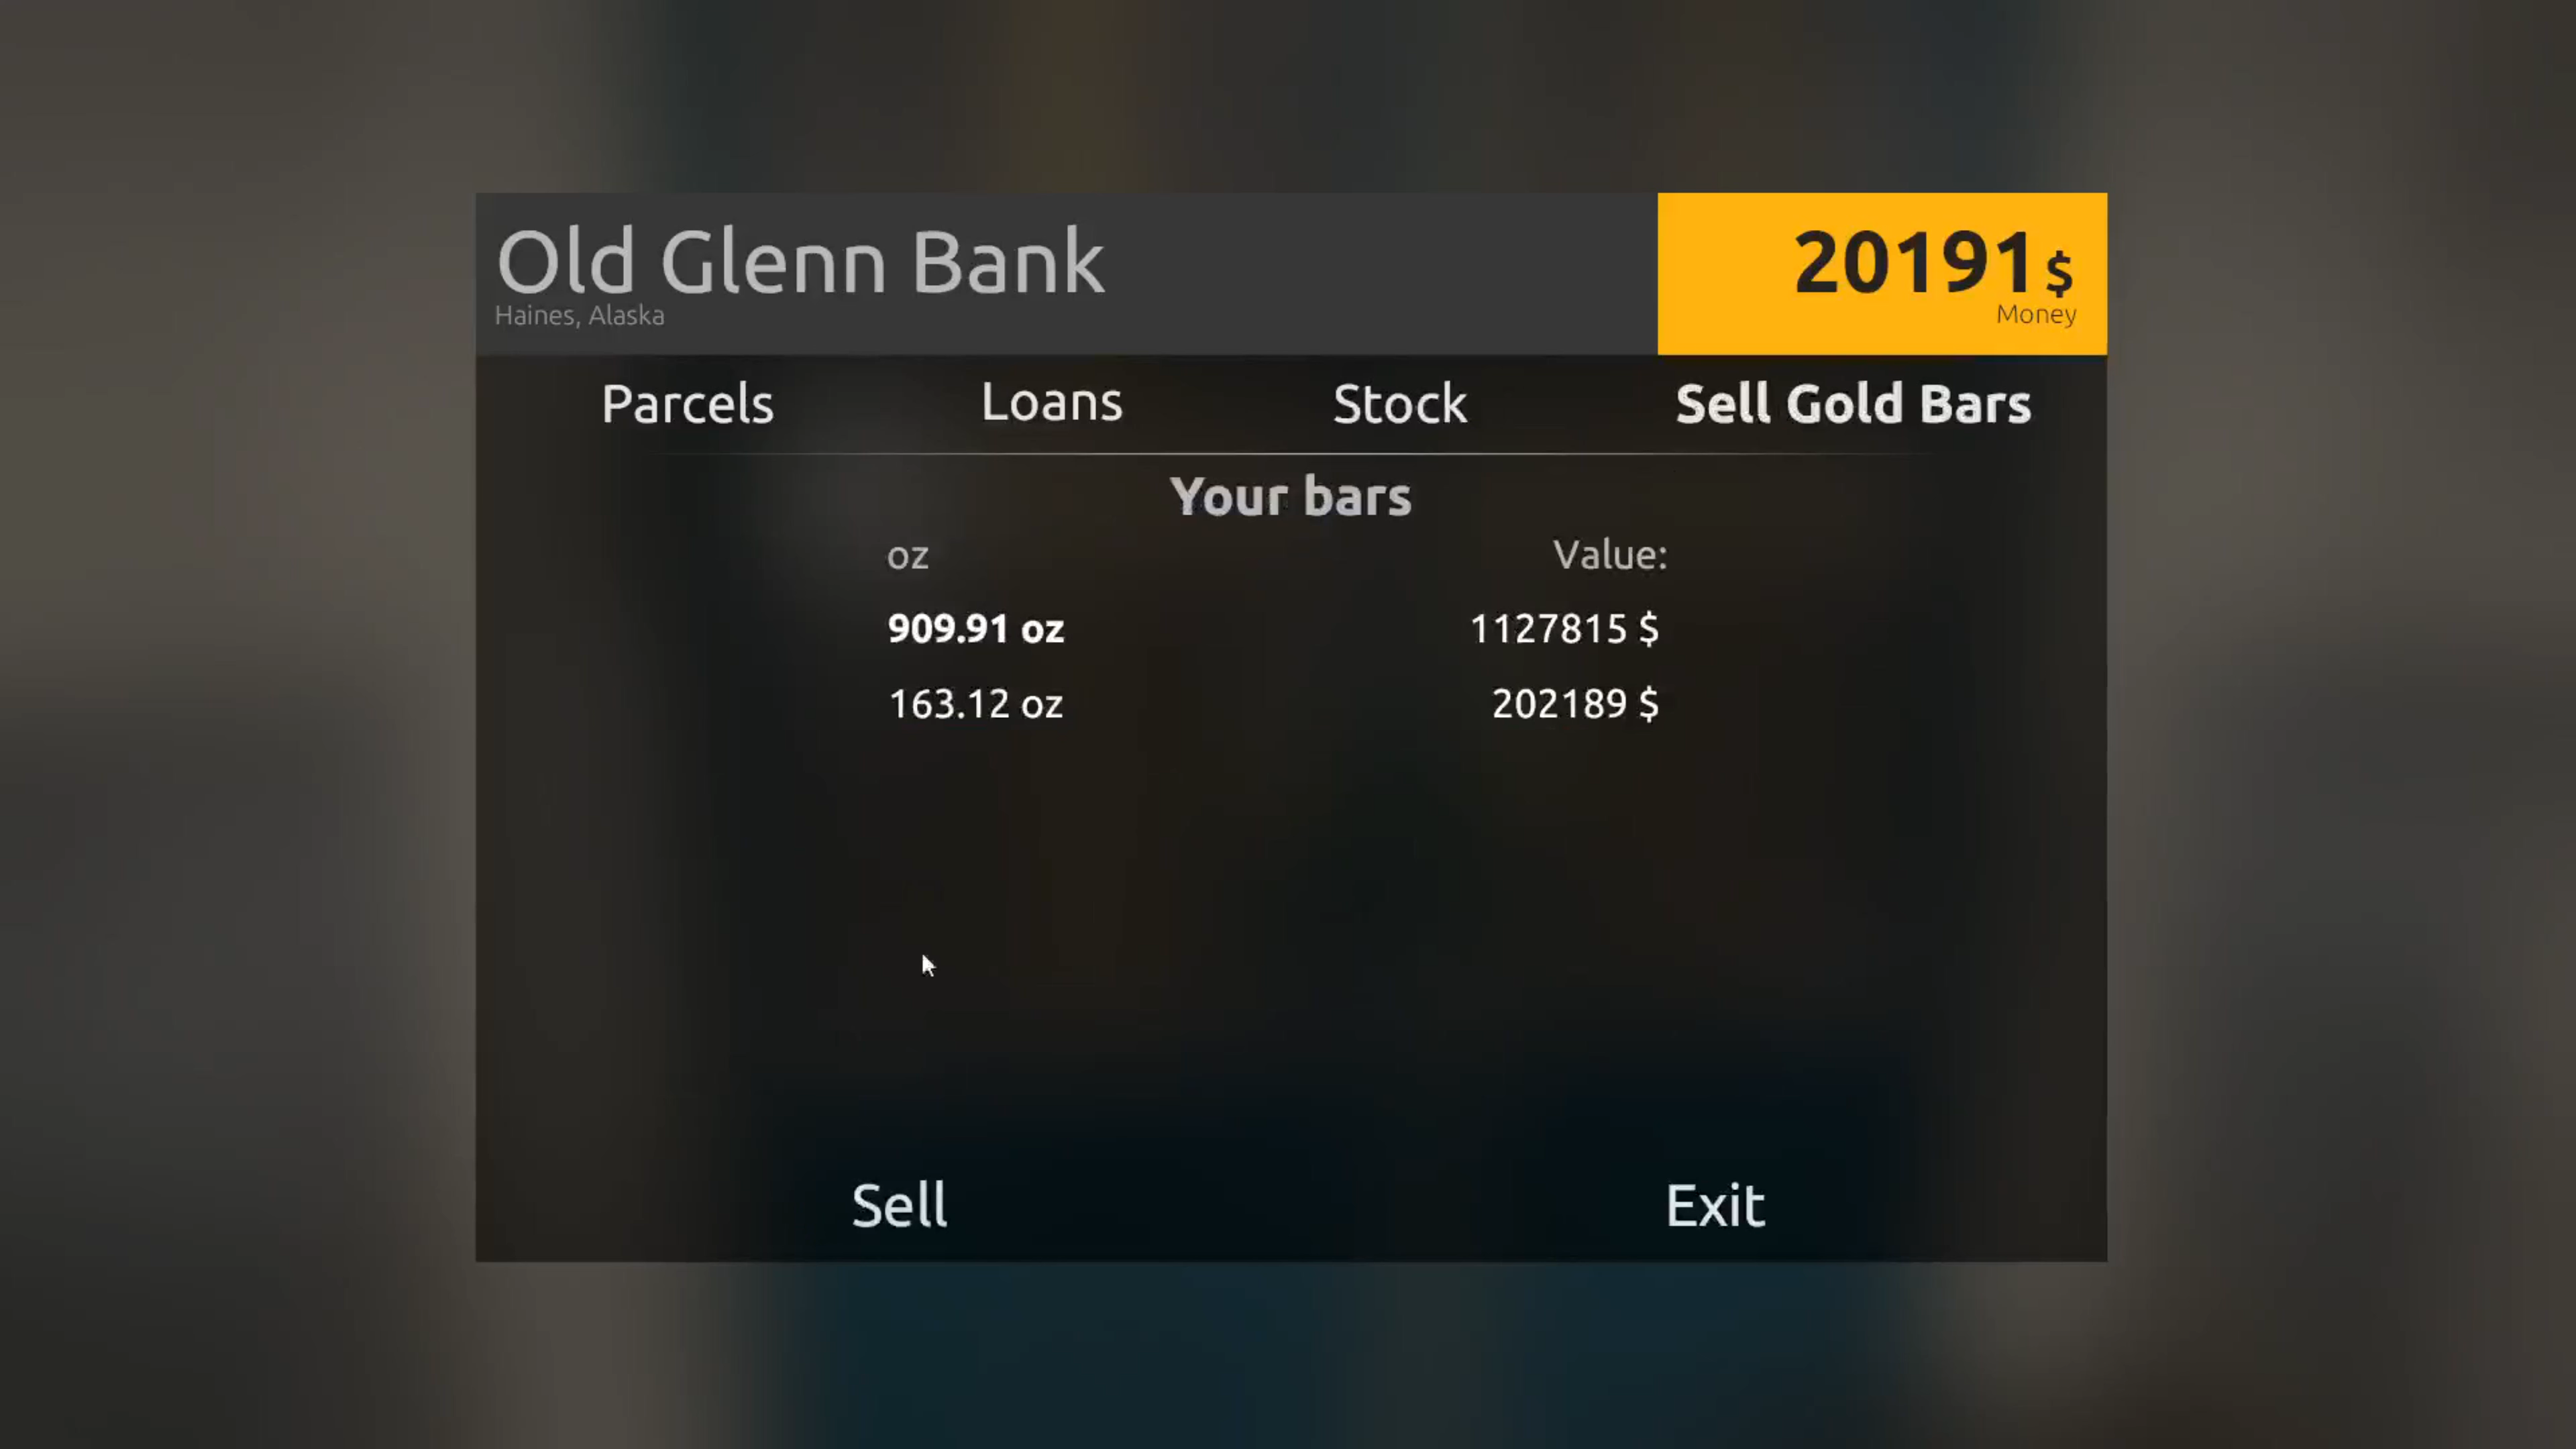 Old Glenn Bank
Haines, Alaska
20191 $
Money
Parcels Loans Stock Sell Gold Bars
Your bars
oz Value:
909.91 oz 1127815 $
163.12 oz 202189 $
Sell Exit